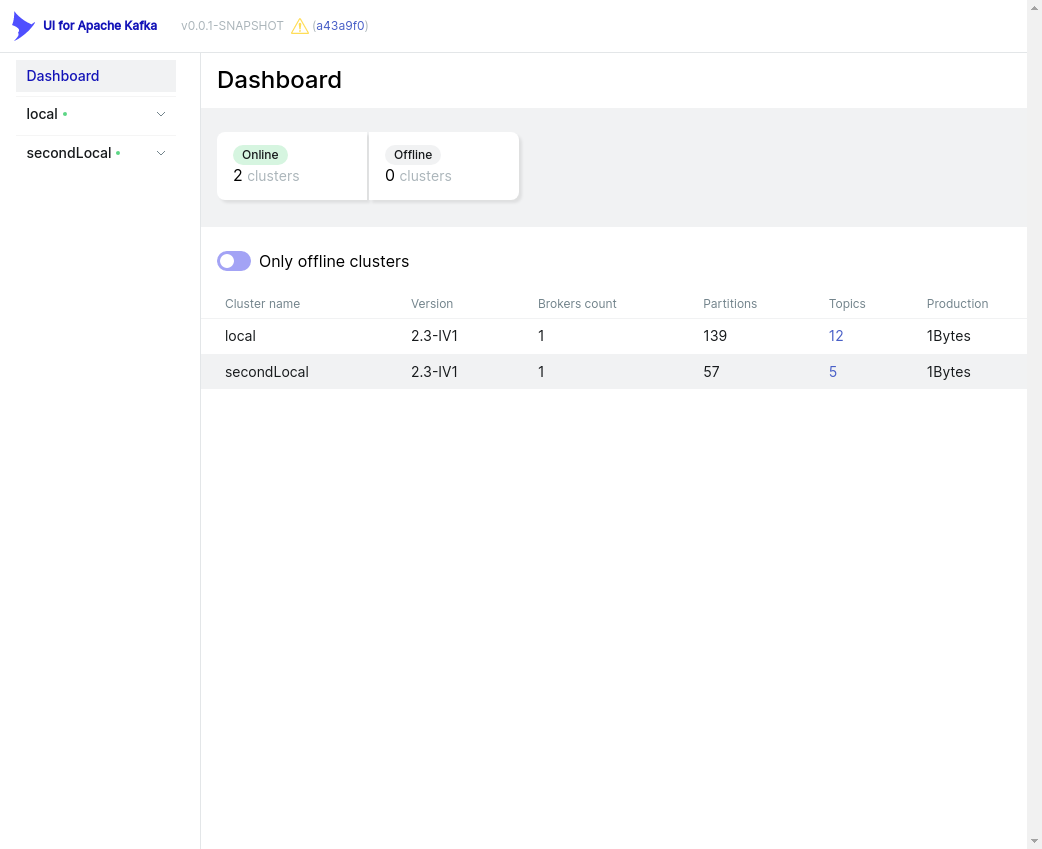 UI for Apache Kafka v0.0.1-SNAPSHOT (a43a9f0)
Dashboard
local
secondLocal
Dashboard
Online Offline
2 clusters 0 clusters
Only offline clusters
Cluster name Version Brokers count Partitions Topics Production
local 2.3-IV1 1 139 12 1Bytes
secondLocal 2.3-IV1 1 57 5 1Bytes